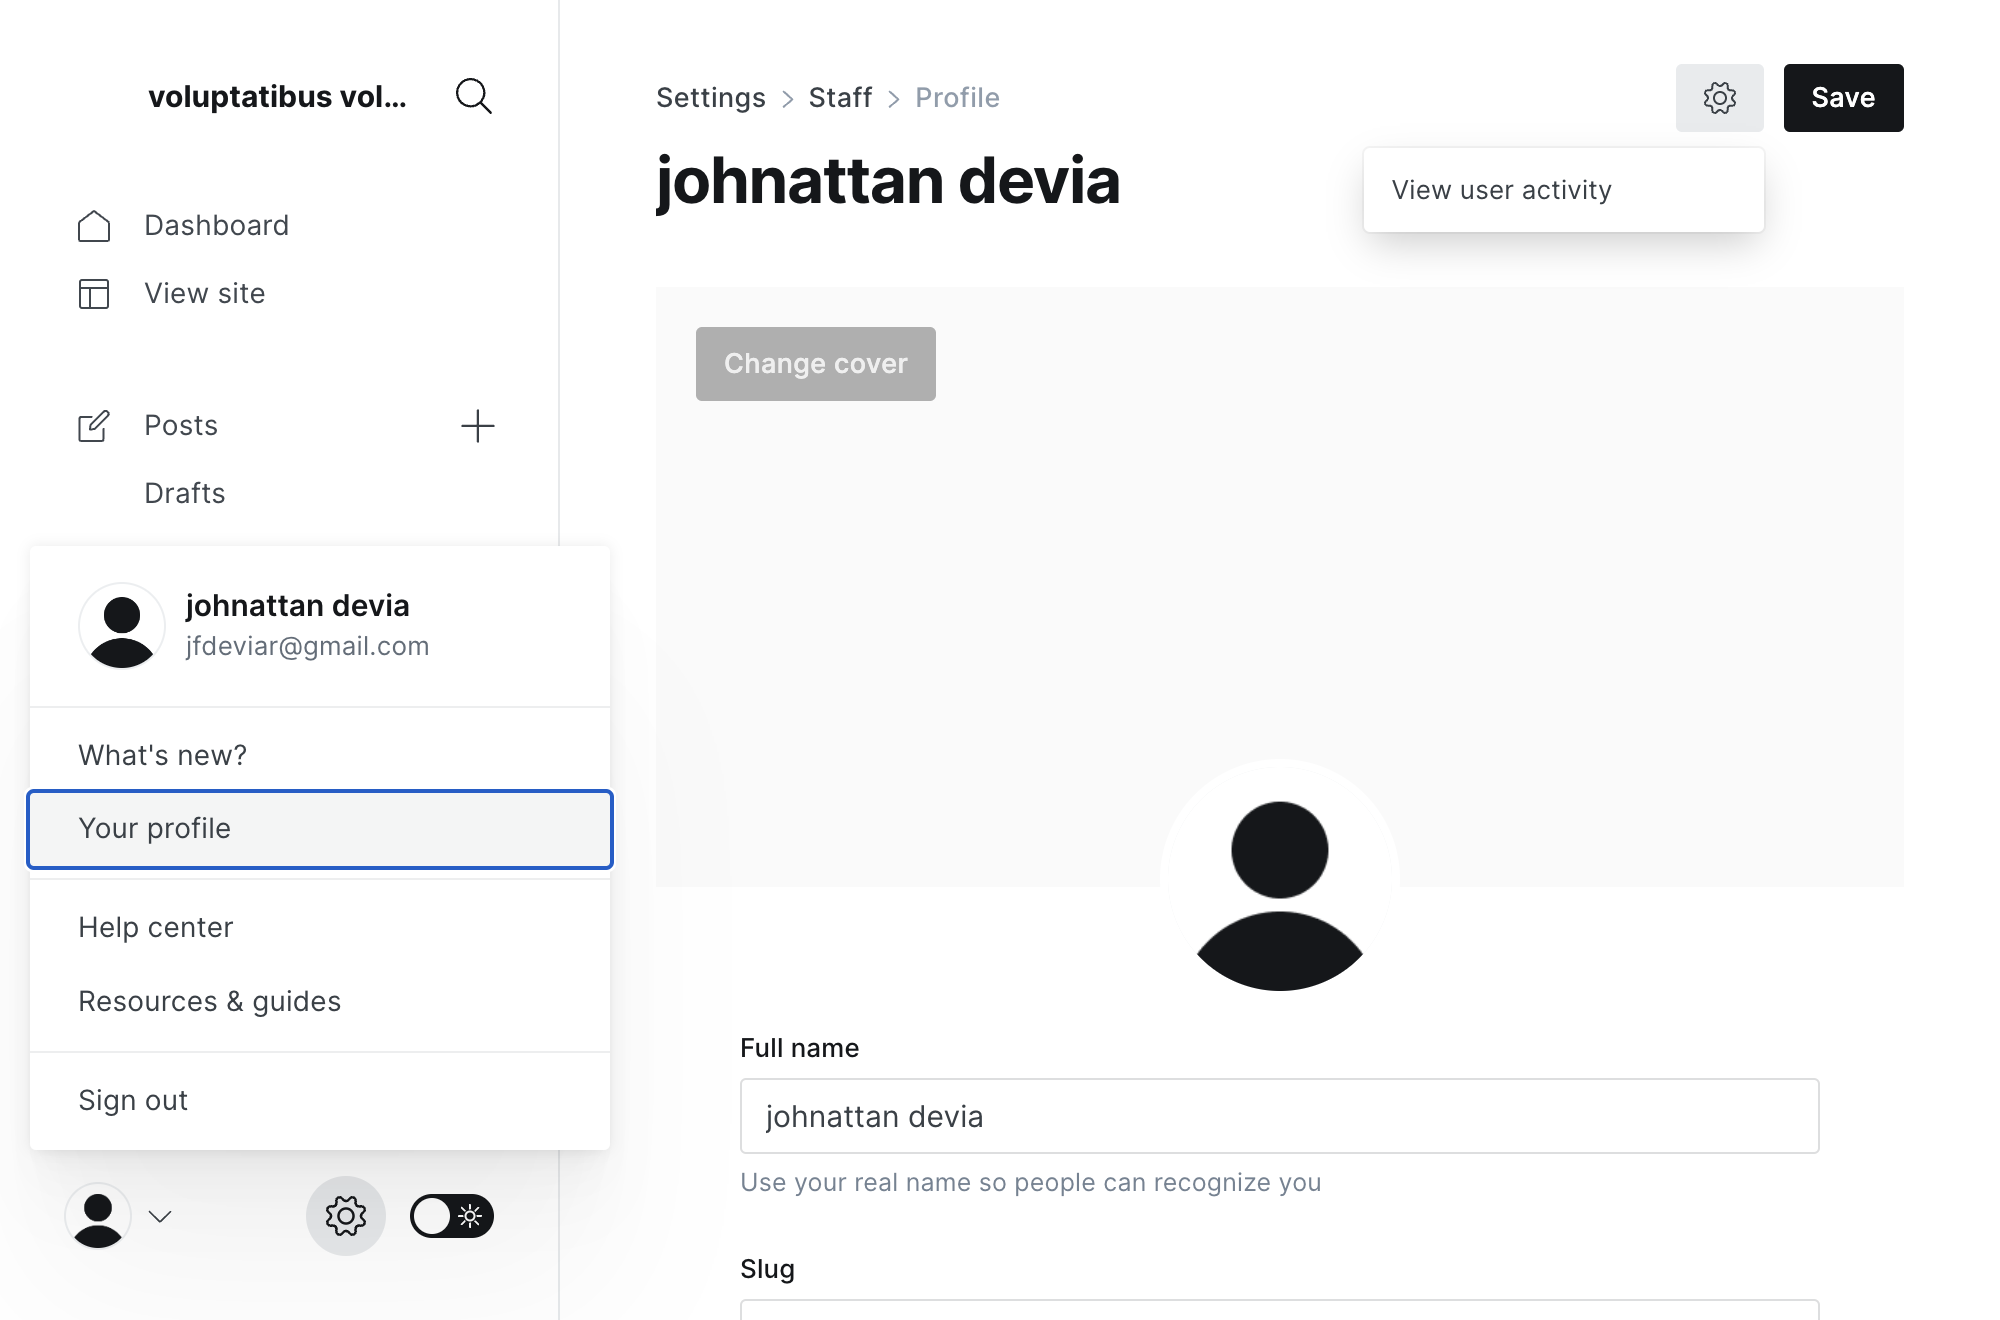 voluptatibus vol...
Dashboard
View site
Posts
Drafts
johnattan devia
jfdeviar@gmail.com
What's new?
Your profile
Help center
Resources & guides
Sign out
Settings > Staff > Profile
Save
johnattan devia
View user activity
Change cover
Full name
johnattan devia
Use your real name so people can recognize you
Slug